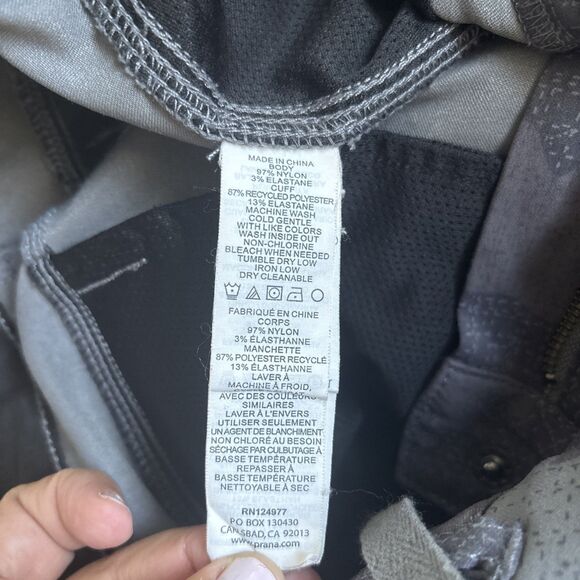 MADE IN CHINA
BODY
97% NYLON
3% ELASTANE
CUFF
87% RECYCLED POLYESTER
13% ELASTANE
MACHINE WASH
COLD GENTLE
WITH LIKE COLORS
WASH INSIDE OUT
NON-CHLORINE
BLEACH WHEN NEEDED
TUMBLE DRY LOW
IRON LOW
DRY CLEANABLE
FABRIQUÉ EN CHINE
CORPS
97% NYLON
3% ÉLASTHANNE
MANCHETTE
87% POLYESTER RECYCLÉ
13% ÉLASTHANNE
LAVER À
MACHINE À FROID,
AVEC DES COULEURS
SIMILAIRES
LAVER À L'ENVERS
UTILISER SEULEMENT
UN AGENT DE BLANCHIMENT
NON CHLORÉ AU BESOIN
SÉCHAGE PAR CULBUTAGE À
BASSE TEMPÉRATURE
REPASSER À
BASSE TEMPÉRATURE
NETTOYABLE À SEC
RN124977
PO BOX 130430
CARLSBAD, CA 92013
www.prana.com